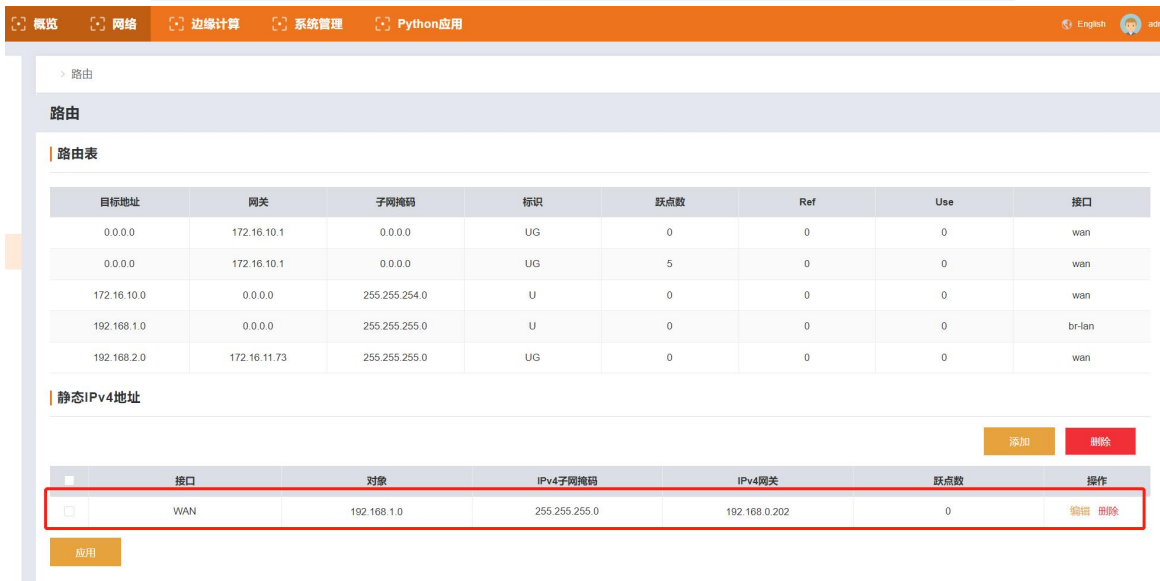 概览 网络 边缘计算 系统管理 Python应用 English
路由
路由
路由表
目标地址 网关 子网掩码 标识 跃点数 Ref Use 接口
0.0.0.0 172.16.10.1 0.0.0.0 UG 0 0 0 wan
0.0.0.0 172.16.10.1 0.0.0.0 UG 5 0 0 wan
172.16.10.0 0.0.0.0 255.255.254.0 U 0 0 0 wan
192.168.1.0 0.0.0.0 255.255.255.0 U 0 0 0 br-lan
192.168.2.0 172.16.11.73 255.255.255.0 UG 0 0 0 wan
静态IPv4地址
添加 删除
接口 对象 IPv4子网掩码 IPv4网关 跃点数 操作
WAN 192.168.1.0 255.255.255.0 192.168.0.202 0 编辑 删除
应用